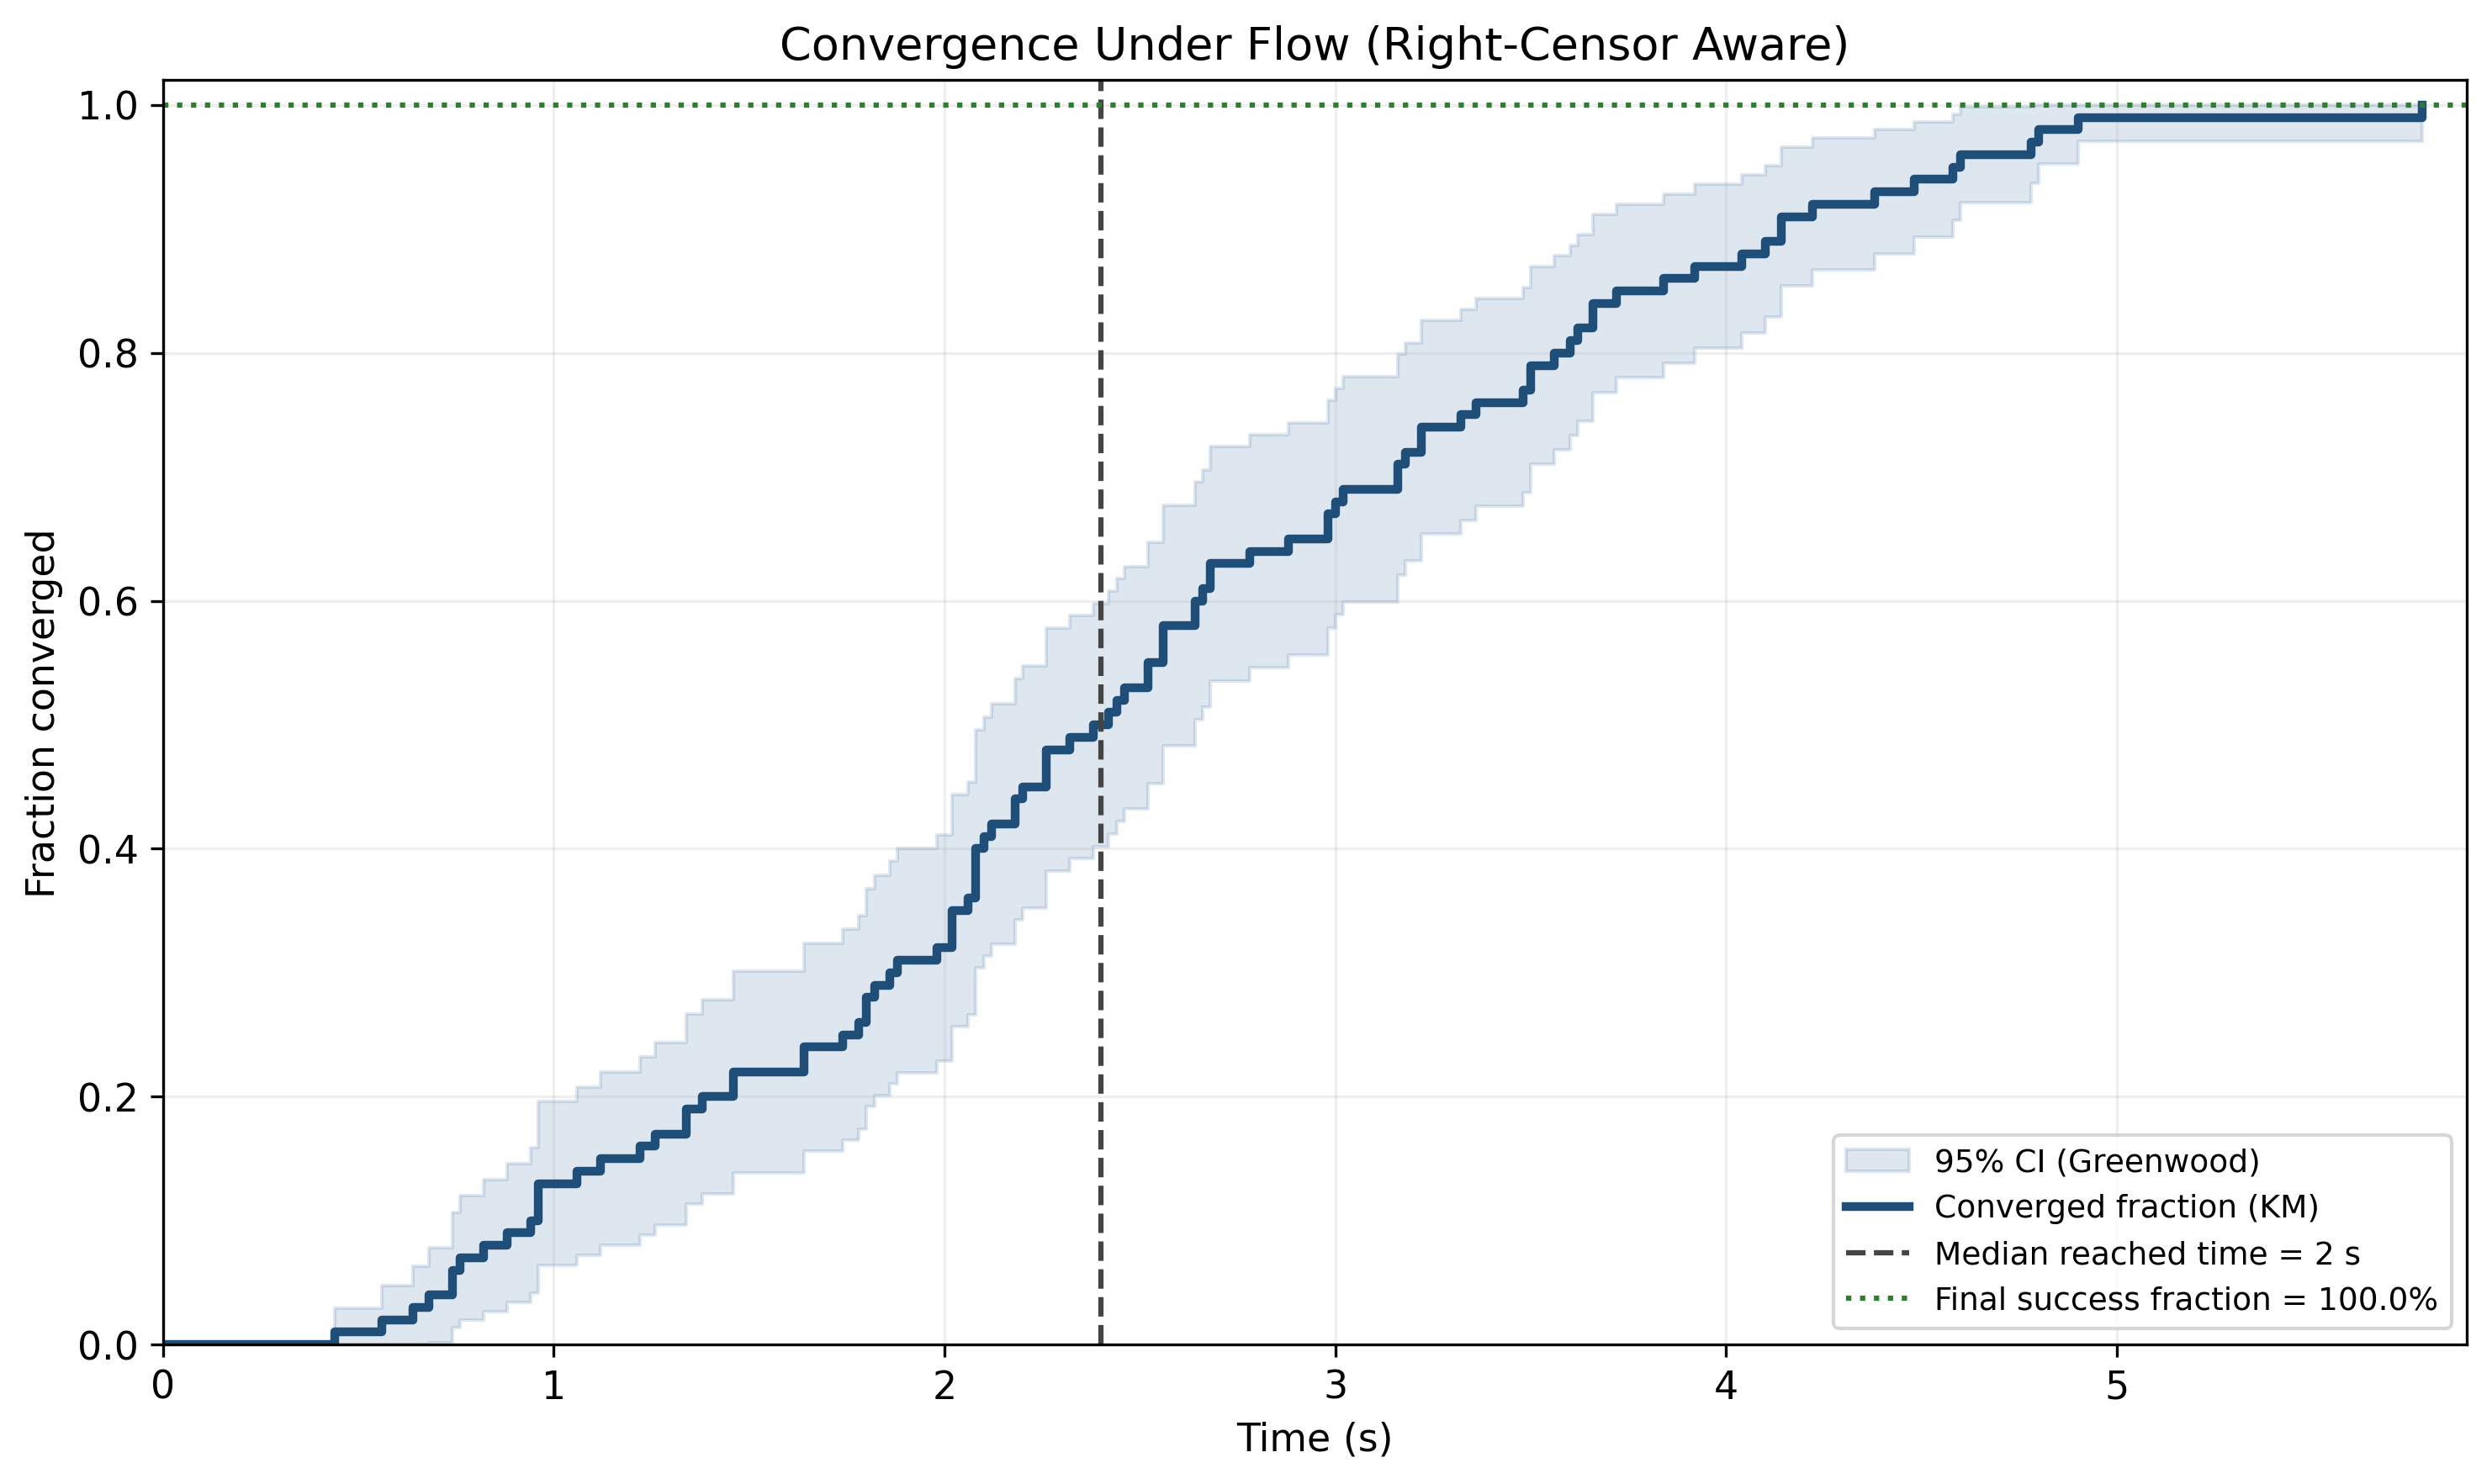 Convergence Under Flow (Right-Censor Aware)
1.0
0.8
0.6
0.4
0.2
0.0
Fraction converged
0
1
2
3
4
5
Time (s)
95% CI (Greenwood)
Converged fraction (KM)
Median reached time = 2 s
Final success fraction = 100.0%